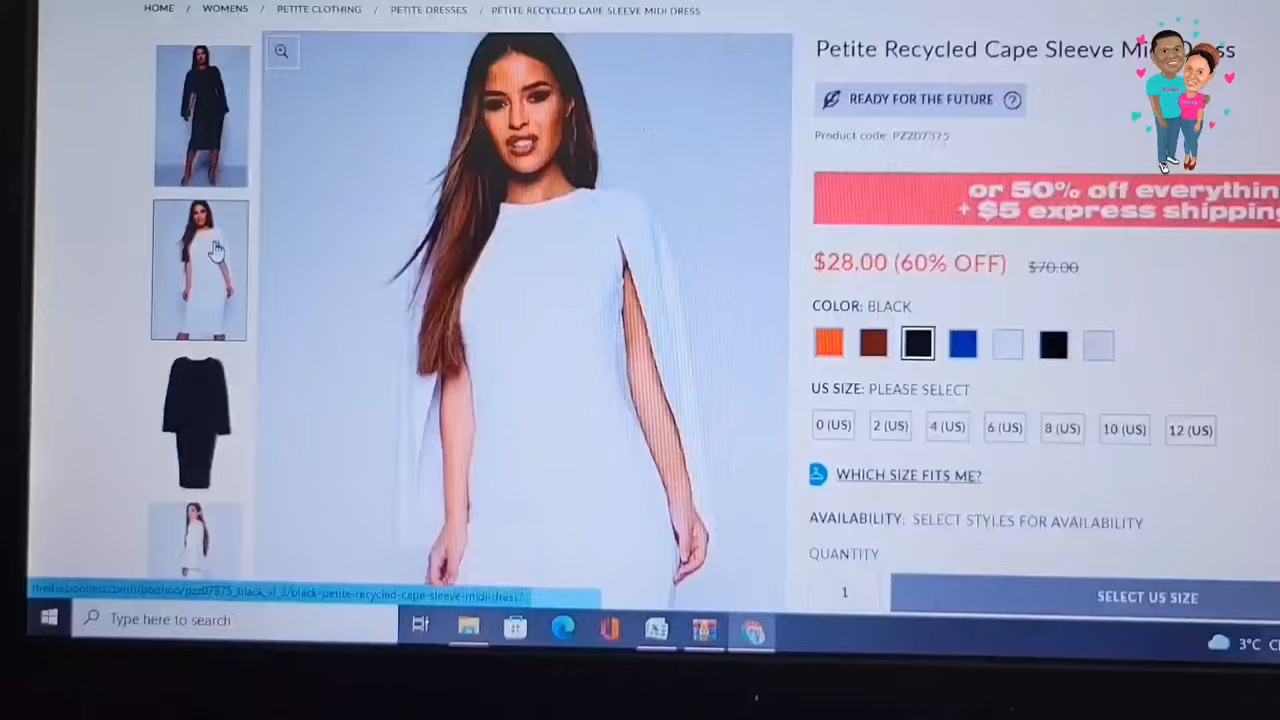 HOME / WOMENS / PETITE CLOTHING / PETITE DRESSES / PETITE RECYCLED CAPE SLEEVE MIDI DRESS
Petite Recycled Cape Sleeve Mi ss
READY FOR THE FUTURE ?
Product code: PZZ07375
or 50% off everythin
+ $5 express shipping
$28.00 (60% OFF) $70.00
COLOR: BLACK
US SIZE: PLEASE SELECT
0 (US) 2 (US) 4 (US) 6 (US) 8 (US) 10 (US) 12 (US)
WHICH SIZE FITS ME?
AVAILABILITY: SELECT STYLES FOR AVAILABILITY
QUANTITY
1 SELECT US SIZE
Type here to search
3°C